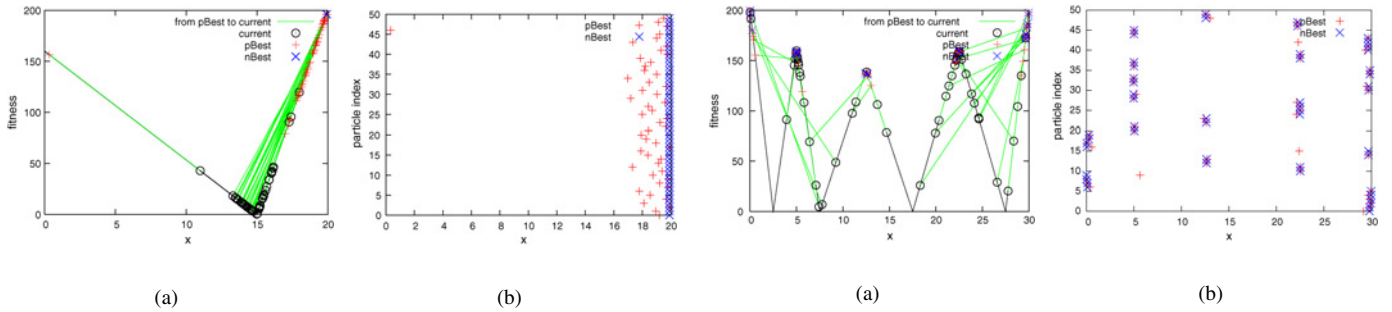 200
150
100
50
0
fitness
0 5 10 15 20
x
from pBest to current
current
pBest
nBest
(a)
50
45
40
35
30
25
20
15
10
5
0
particle index
0 2 4 6 8 10 12 14 16 18 20
x
pBest
nBest
(b)
200
150
100
50
0
fitness
0 5 10 15 20 25 30
x
from pBest to current
current
pBest
nBest
(a)
50
45
40
35
30
25
20
15
10
5
0
particle index
0 5 10 15 20 25 30
x
pBest
nBest
(b)